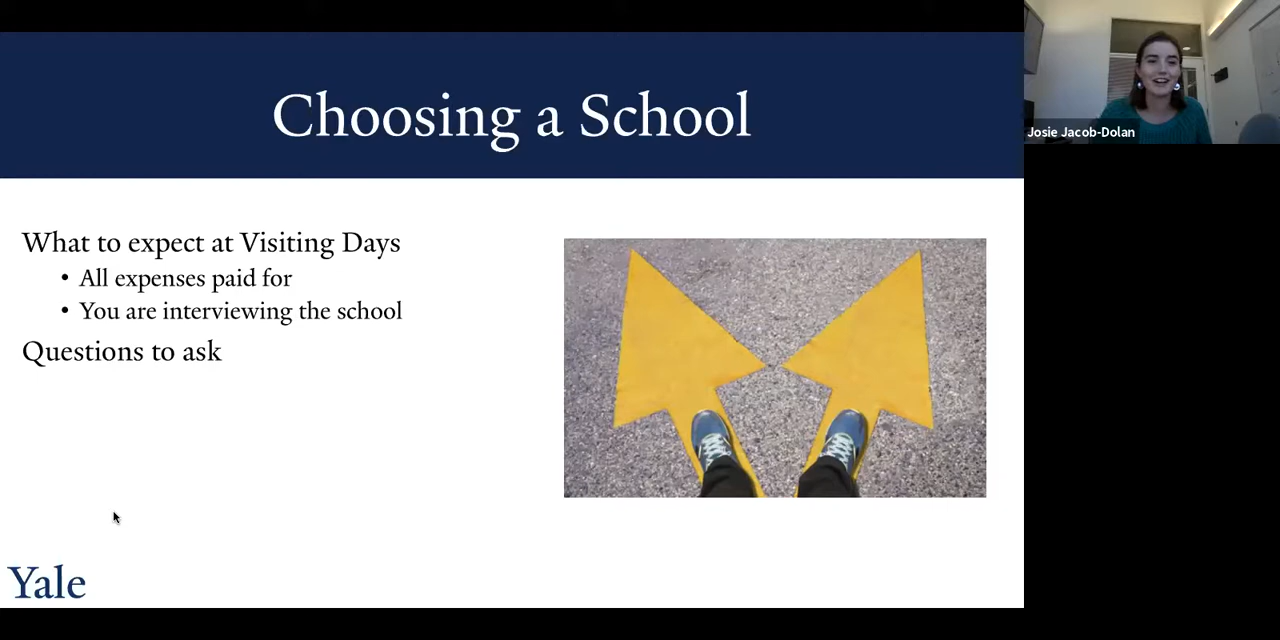 Choosing a School
Josie Jacob-Dolan
What to expect at Visiting Days
• All expenses paid for
• You are interviewing the school
Questions to ask
Yale